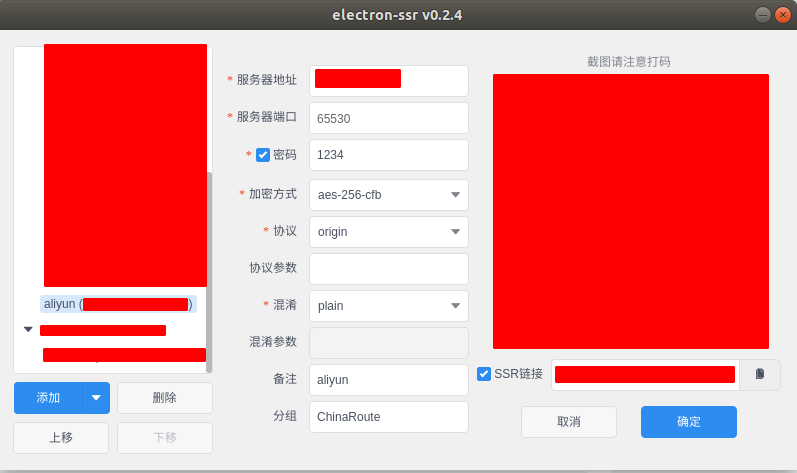 electron-ssr v0.2.4
截图请注意打码
* 服务器地址
* 服务器端口 65530
* 密码 1234
* 加密方式 aes-256-cfb
* 协议 origin
协议参数
* 混淆 plain
混淆参数
备注 aliyun
分组 ChinaRoute
aliyun ( )
SSR链接
添加 删除
上移 下移
取消 确定